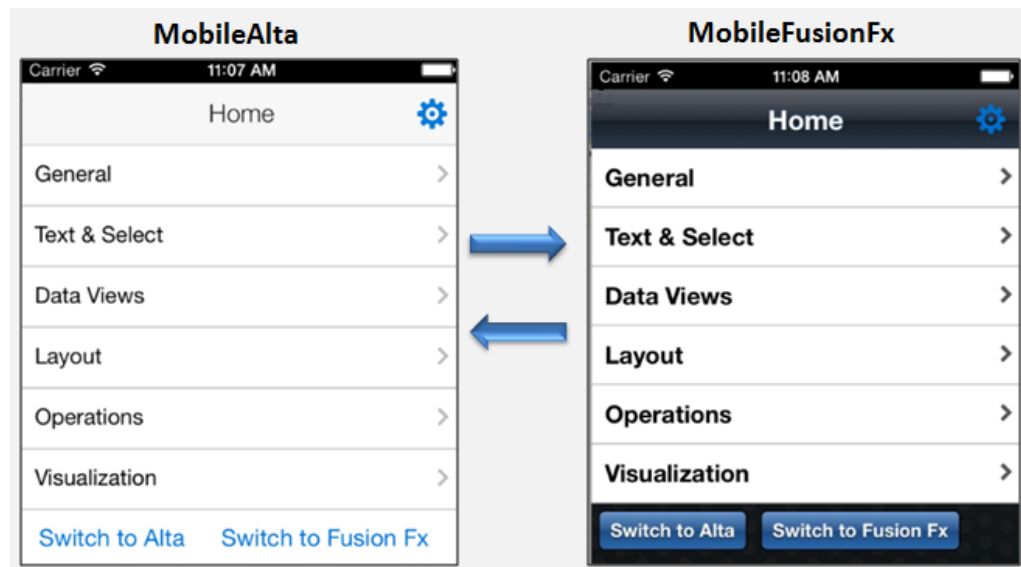 MobileAlta
Carrier 11:07 AM
Home
General
Text & Select
Data Views
Layout
Operations
Visualization
Switch to Alta Switch to Fusion Fx
MobileFusionFx
Carrier 11:08 AM
Home
General
Text & Select
Data Views
Layout
Operations
Visualization
Switch to Alta Switch to Fusion Fx